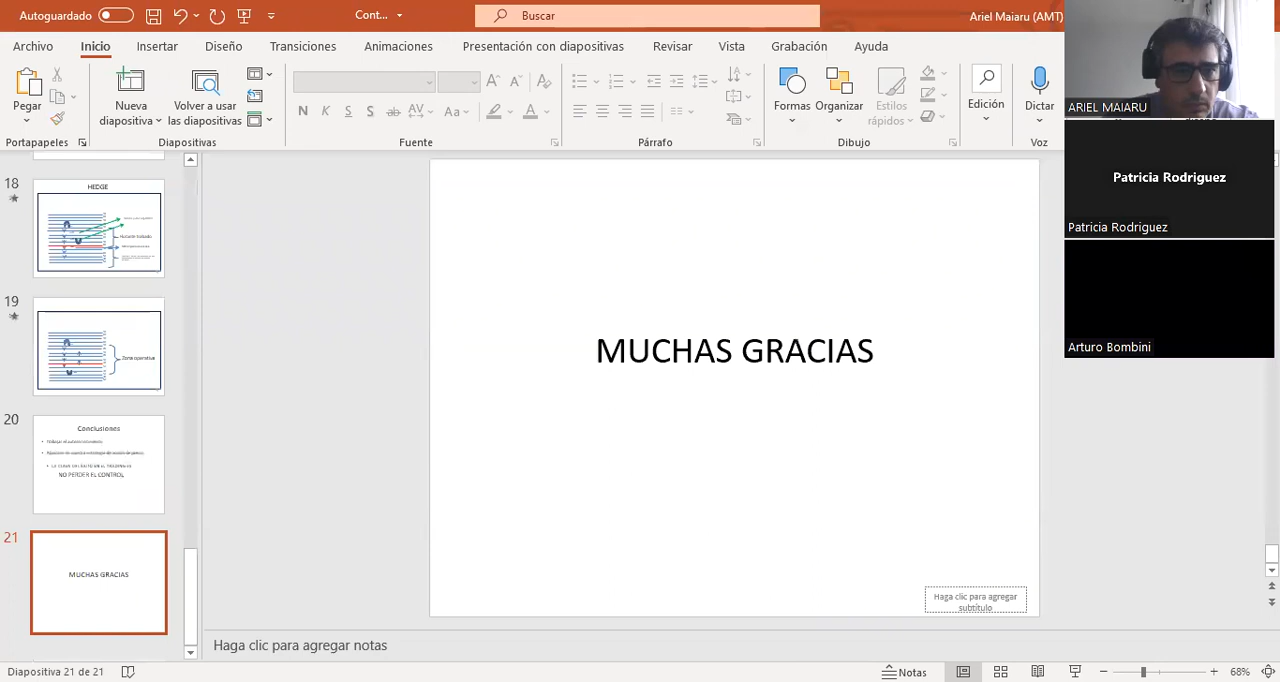 Autoguardado
Cont...
Buscar
Ariel Maiaru (AMT)
Archivo Inicio Insertar Diseño Transiciones Animaciones Presentación con diapositivas Revisar Vista Grabación Ayuda
Pegar
Nueva diapositiva
Volver a usar las diapositivas
N K S S ab AV Aa A
Formas
Organizar
Estilos rápidos
Edición
Dictar
Portapapeles Diapositivas Fuente Párrafo Dibujo Voz
ARIEL MAIARU
Patricia Rodriguez
Patricia Rodriguez
Arturo Bombini
18
HEDGE
19
Zona operativa
20
Conclusiones
NO PERDER EL CONTROL
21
MUCHAS GRACIAS
MUCHAS GRACIAS
Haga clic para agregar
subtítulo
Haga clic para agregar notas
Diapositiva 21 de 21
Notas
68%